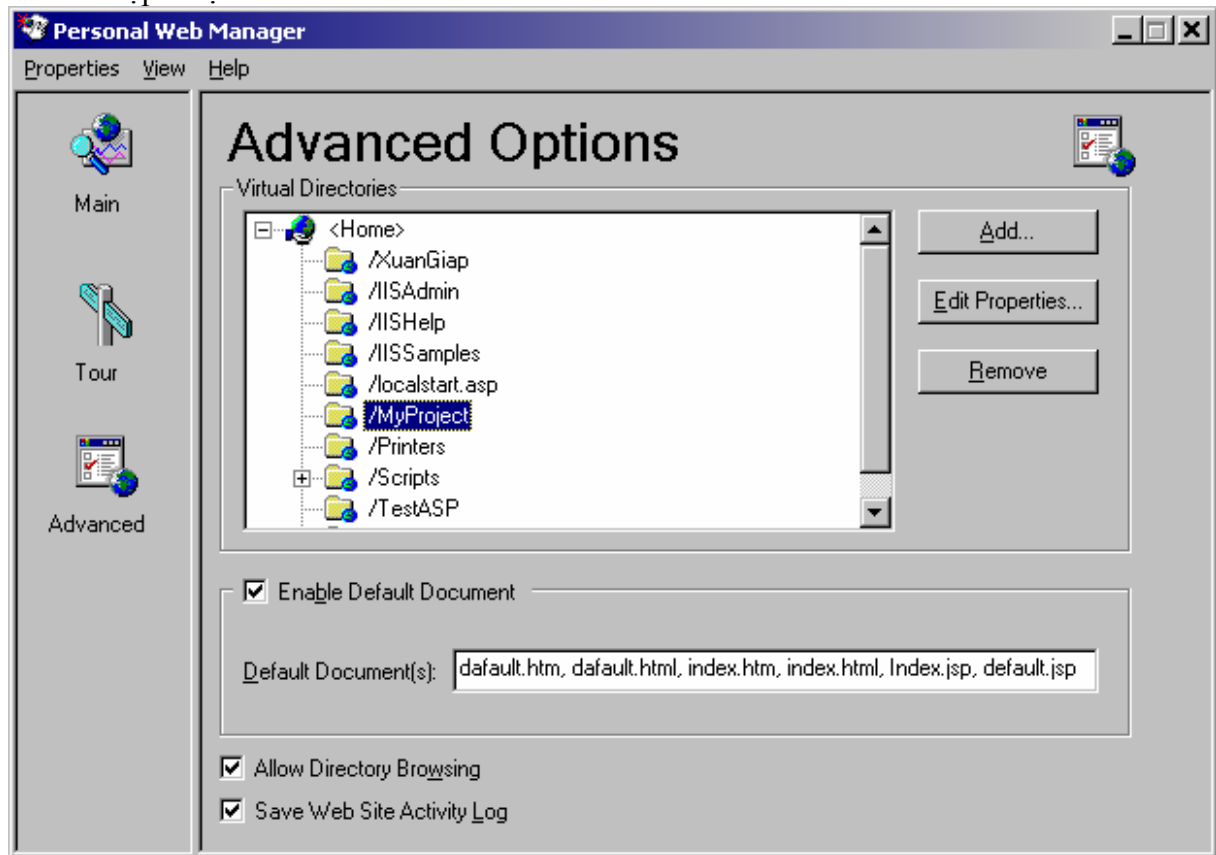 Personal Web Manager
Properties View Help
Main
Tour
Advanced
Advanced Options
Virtual Directories
<Home>
/XuanGiap
/IISAdmin
/IISHelp
/IISSamples
/localstart.asp
/MyProject
/Printers
/Scripts
/TestASP
Add...
Edit Properties...
Remove
Enable Default Document
Default Document(s): dafault.htm, dafault.html, index.htm, index.html, Index.jsp, default.jsp
Allow Directory Browsing
Save Web Site Activity Log